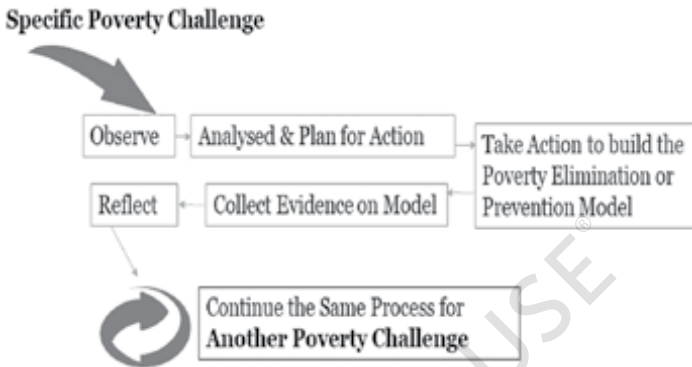 Specific Poverty Challenge
Observe
Analysed & Plan for Action
Take Action to build the
Poverty Elimination or
Prevention Model
Collect Evidence on Model
Reflect
Continue the Same Process for
Another Poverty Challenge
USE®